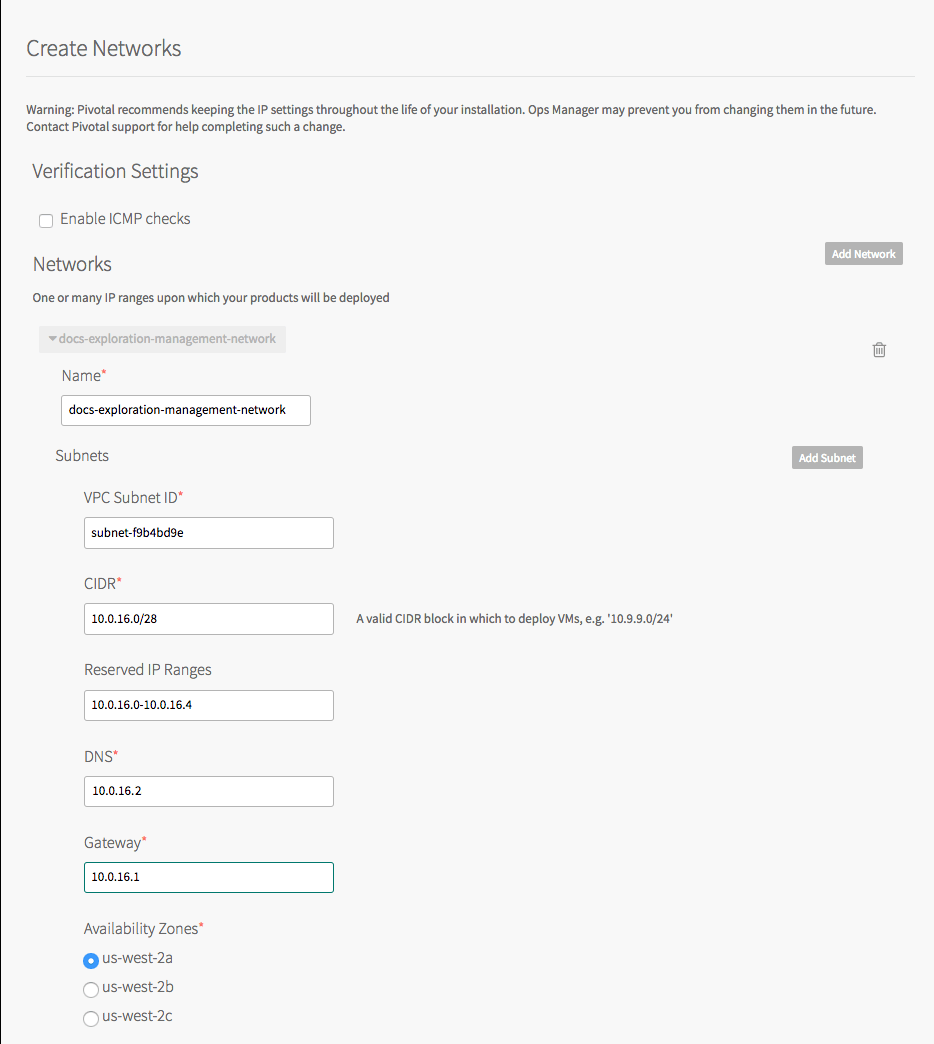 Create Networks
Warning: Pivotal recommends keeping the IP settings throughout the life of your installation. Ops Manager may prevent you from changing them in the future.
Contact Pivotal support for help completing such a change.
Verification Settings
Enable ICMP checks
Add Network
Networks
One or many IP ranges upon which your products will be deployed
docs-exploration-management-network
Name*
docs-exploration-management-network
Subnets
Add Subnet
VPC Subnet ID*
subnet-f9b4bd9e
CIDR*
10.0.16.0/28
A valid CIDR block in which to deploy VMs, e.g. '10.9.9.0/24'
Reserved IP Ranges
10.0.16.0-10.0.16.4
DNS*
10.0.16.2
Gateway*
10.0.16.1
Availability Zones*
us-west-2a
us-west-2b
us-west-2c